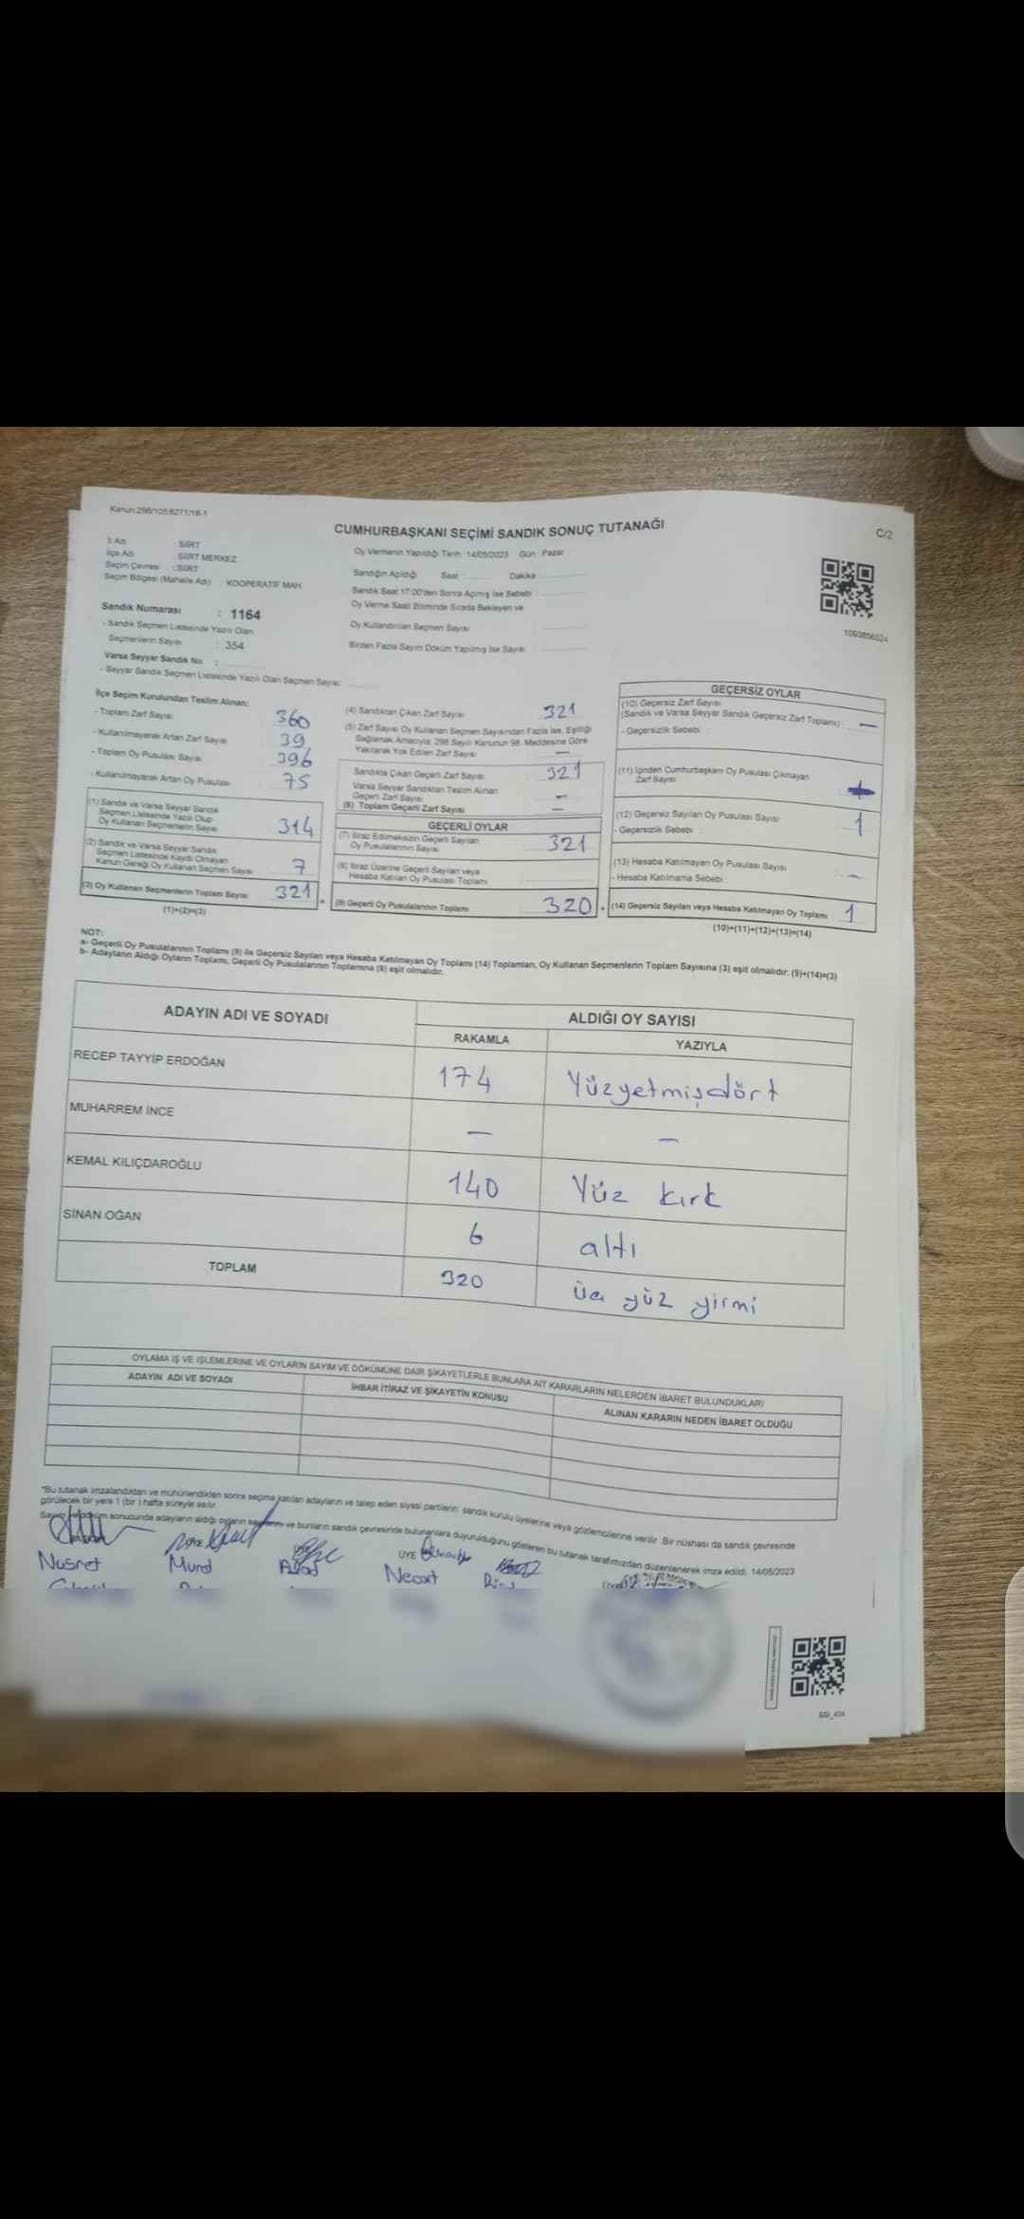 CUMHURBAŞKANI SEÇİMİ SANDIK SONUÇ TUTANAĞI
C/2
İl Adı : SİİRT
İlçe Adı : SİİRT MERKEZ
Seçim Çevresi : SİİRT
Seçim Bölgesi (Mahalle Adı) : KOOPERATİF MAH.
Sandık Numarası : 1164
- Sandık Seçmen Listesinde Yazılı Olan
Seçmenlerin Sayısı : 354
Varsa Seyyar Sandık No :
- Seyyar Sandık Seçmen Listesinde Yazılı Olan Seçmen Sayısı:
Oy Vermenin Yapıldığı Tarih : 14/05/2023 Gün : Pazar
Sandığın Açıldığı Saat : Dakika :
Sandık Saat 17:00'den Sonra Açılmış İse Sebebi :
Oy Verme Saati Bitiminde Sırada Bekleyen ve
Oy Kullandırılan Seçmen Sayısı
Birden Fazla Sayım Döküm Yapılmış İse Sayısı :
İlçe Seçim Kurulundan Teslim Alınan:
- Toplam Zarf Sayısı 360
- Kullanılmayarak Artan Zarf Sayısı 39
- Toplam Oy Pusulası Sayısı 396
- Kullanılmayarak Artan Oy Pusulası 75
(1) Sandık ve Varsa Seyyar Sandık
Seçmen Listesinde Yazılı Olup
Oy Kullanan Seçmenlerin Sayısı 314
(2) Sandık ve Varsa Seyyar Sandık
Seçmen Listesinde Kaydı Olmayan
Kanun Gereği Oy Kullanan Seçmen Sayısı 7
(3) Oy Kullanan Seçmenlerin Toplam Sayısı 321
(1)+(2)=(3)
(4) Sandıktan Çıkan Zarf Sayısı 321
(5) Zarf Sayısı Oy Kullanan Seçmen Sayısından Fazla İse, Eşitliği
Sağlamak Amacıyla, 298 Sayılı Kanunun 98. Maddesine Göre
Yakılarak Yok Edilen Zarf Sayısı —
Sandıkta Çıkan Geçerli Zarf Sayısı 321
Varsa Seyyar Sandıktan Teslim Alınan
Geçerli Zarf Sayısı —
(6) Toplam Geçerli Zarf Sayısı —
GEÇERLİ OYLAR
(7) İtiraz Edilmeksizin Geçerli Sayılan
Oy Pusulalarının Sayısı 321
(8) İtiraz Üzerine Geçerli Sayılan veya
Hesaba Katılan Oy Pusulası Toplamı
(9) Geçerli Oy Pusulalarının Toplamı 320
GEÇERSİZ OYLAR
(10) Geçersiz Zarf Sayısı
(Sandık ve Varsa Seyyar Sandık Geçersiz Zarf Toplamı) : —
- Geçersizlik Sebebi :
(11) İçinden Cumhurbaşkanı Oy Pusulası Çıkmayan
Zarf Sayısı
(12) Geçersiz Sayılan Oy Pusulası Sayısı 1
- Geçersizlik Sebebi :
(13) Hesaba Katılmayan Oy Pusulası Sayısı —
- Hesaba Katılmama Sebebi :
(14) Geçersiz Sayılan veya Hesaba Katılmayan Oy Toplamı 1
(10)+(11)+(12)+(13)=(14)
NOT:
a- Geçerli Oy Pusulalarının Toplamı (9) ile Geçersiz Sayılan veya Hesaba Katılmayan Oy Toplamı (14) Toplamları, Oy Kullanan Seçmenlerin Toplam Sayısına (3) eşit olmalıdır. (9)+(14)=(3)
b- Adayların Aldığı Oyların Toplamı, Geçerli Oy Pusulalarının Toplamına (9) eşit olmalıdır.
ADAYIN ADI VE SOYADI ALDIĞI OY SAYISI
RAKAMLA YAZIYLA
RECEP TAYYİP ERDOĞAN 174 Yüzyetmişdört
MUHARREM İNCE — —
KEMAL KILIÇDAROĞLU 140 Yüz kırk
SİNAN OĞAN 6 altı
TOPLAM 320 üç yüz yirmi
OYLAMA İŞ VE İŞLEMLERİNE VE OYLARIN SAYIM VE DÖKÜMÜNE DAİR ŞİKAYETLERLE BUNLARA AİT KARARLARIN NELERDEN İBARET BULUNDUKLARI
ADAYIN ADI VE SOYADI İHBAR İTİRAZ VE ŞİKAYETİN KONUSU ALINAN KARARIN NEDEN İBARET OLDUĞU
*Bu tutanak imzalandıktan ve mühürlendikten sonra seçime katılan adayların ve talep eden siyasi partilerin sandık kurulu üyelerine veya gözlemcilerine verilir. Bir nüshası da sandık çevresinde
görülecek bir yere 1 (bir) hafta süreyle asılır.
Sayım döküm sonucunda adayların aldığı oyların ve bunların sandık çevresinde bulunanlara duyurulduğunu gösteren bu tutanak tarafımızdan düzenlenerek imza edildi. 14/05/2023
ÜYE
Nusret Murad Necat